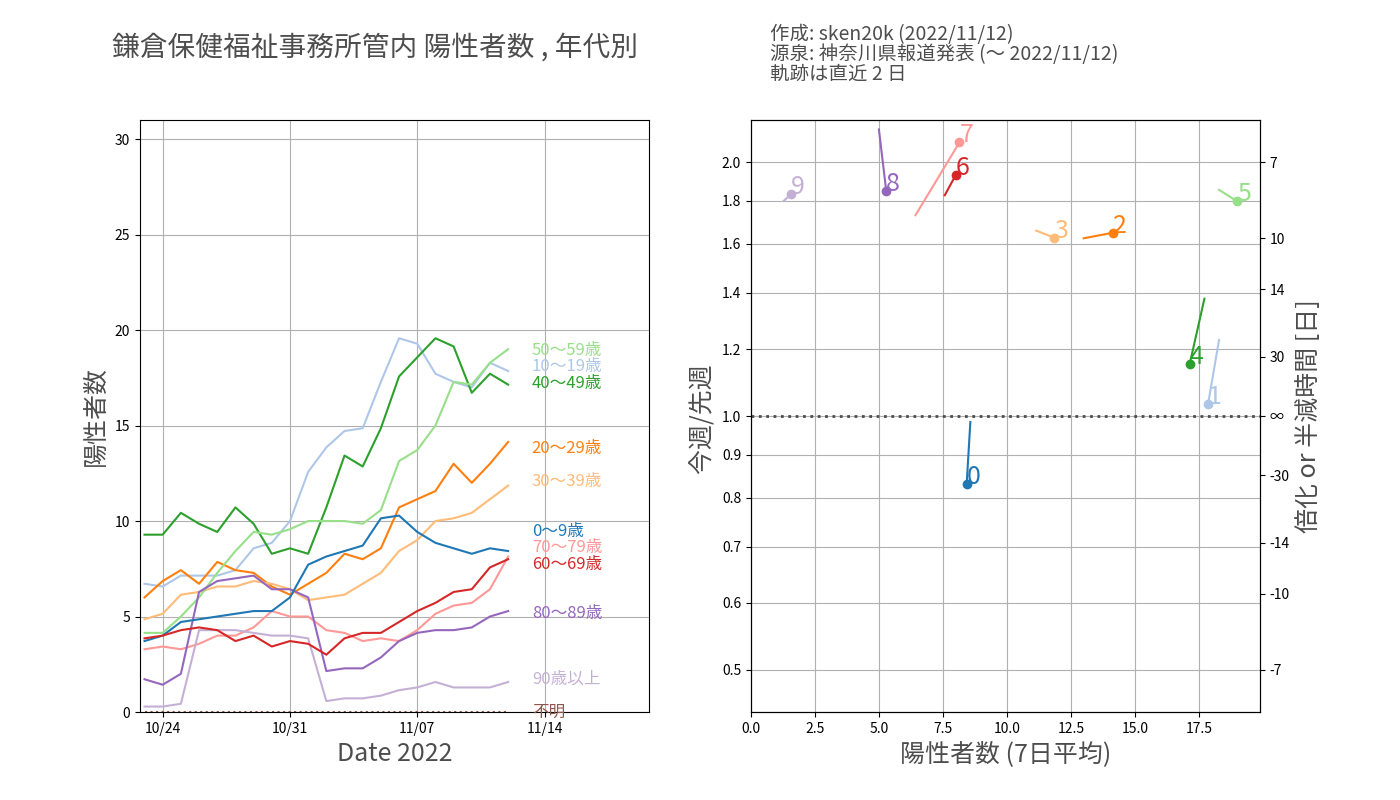 鎌倉保健福祉事務所管内 陽性者数 , 年代別
作成: sken20k (2022/11/12)
源泉: 神奈川県報道発表 (～ 2022/11/12)
軌跡は直近 2 日
陽性者数
30
25
20
15
10
5
0
10/24
10/31
11/07
11/14
Date 2022
50～59歳
10～19歳
40～49歳
20～29歳
30～39歳
0～9歳
70～79歳
60～69歳
80～89歳
90歳以上
不明
今週/先週
2.0
1.8
1.6
1.4
1.2
1.0
0.9
0.8
0.7
0.6
0.5
0.0
2.5
5.0
7.5
10.0
12.5
15.0
17.5
陽性者数 (7日平均)
7
6
9
8
5
2
3
4
1
0
7
10
14
30
∞
-30
-14
-10
-7
倍化 or 半減時間 [日]